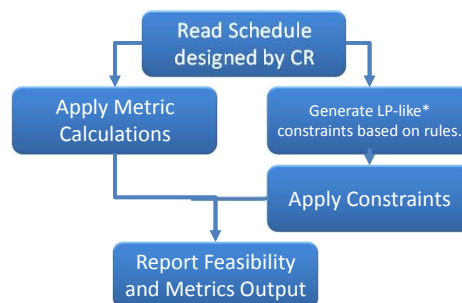 Read Schedule
designed by CR
Apply Metric
Calculations
Generate LP-like*
constraints based on rules.
Apply Constraints
Report Feasibility
and Metrics Output